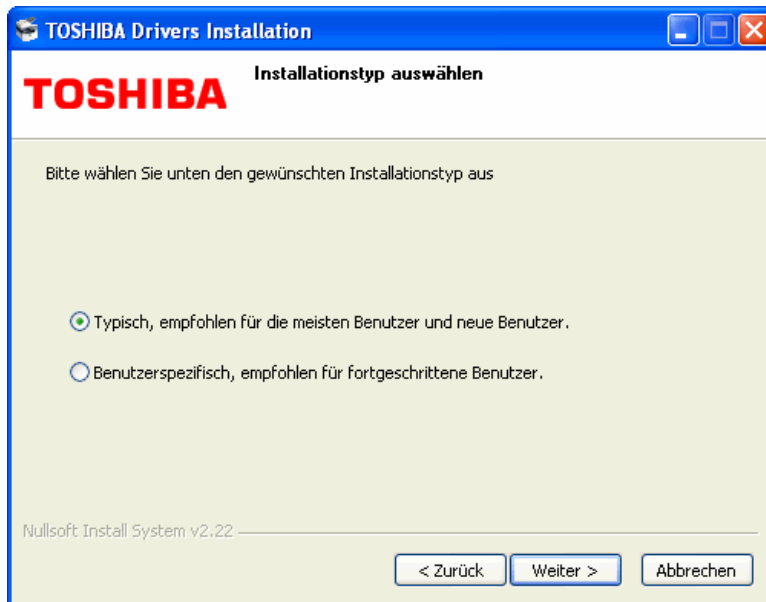 TOSHIBA Drivers Installation
TOSHIBA
Installationstyp auswählen
Bitte wählen Sie unten den gewünschten Installationstyp aus
Typisch, empfohlen für die meisten Benutzer und neue Benutzer.
Benutzerspezifisch, empfohlen für fortgeschrittene Benutzer.
Nullsoft Install System v2.22
< Zurück
Weiter >
Abbrechen